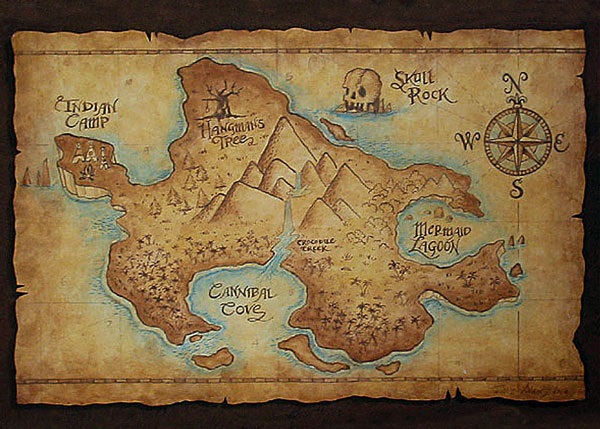 Skull
Rock
Indian
Camp
Hangman's
Tree
N
W
E
S
Mermaid
Lagoon
Crocodile
Creek
Cannibal
Cove